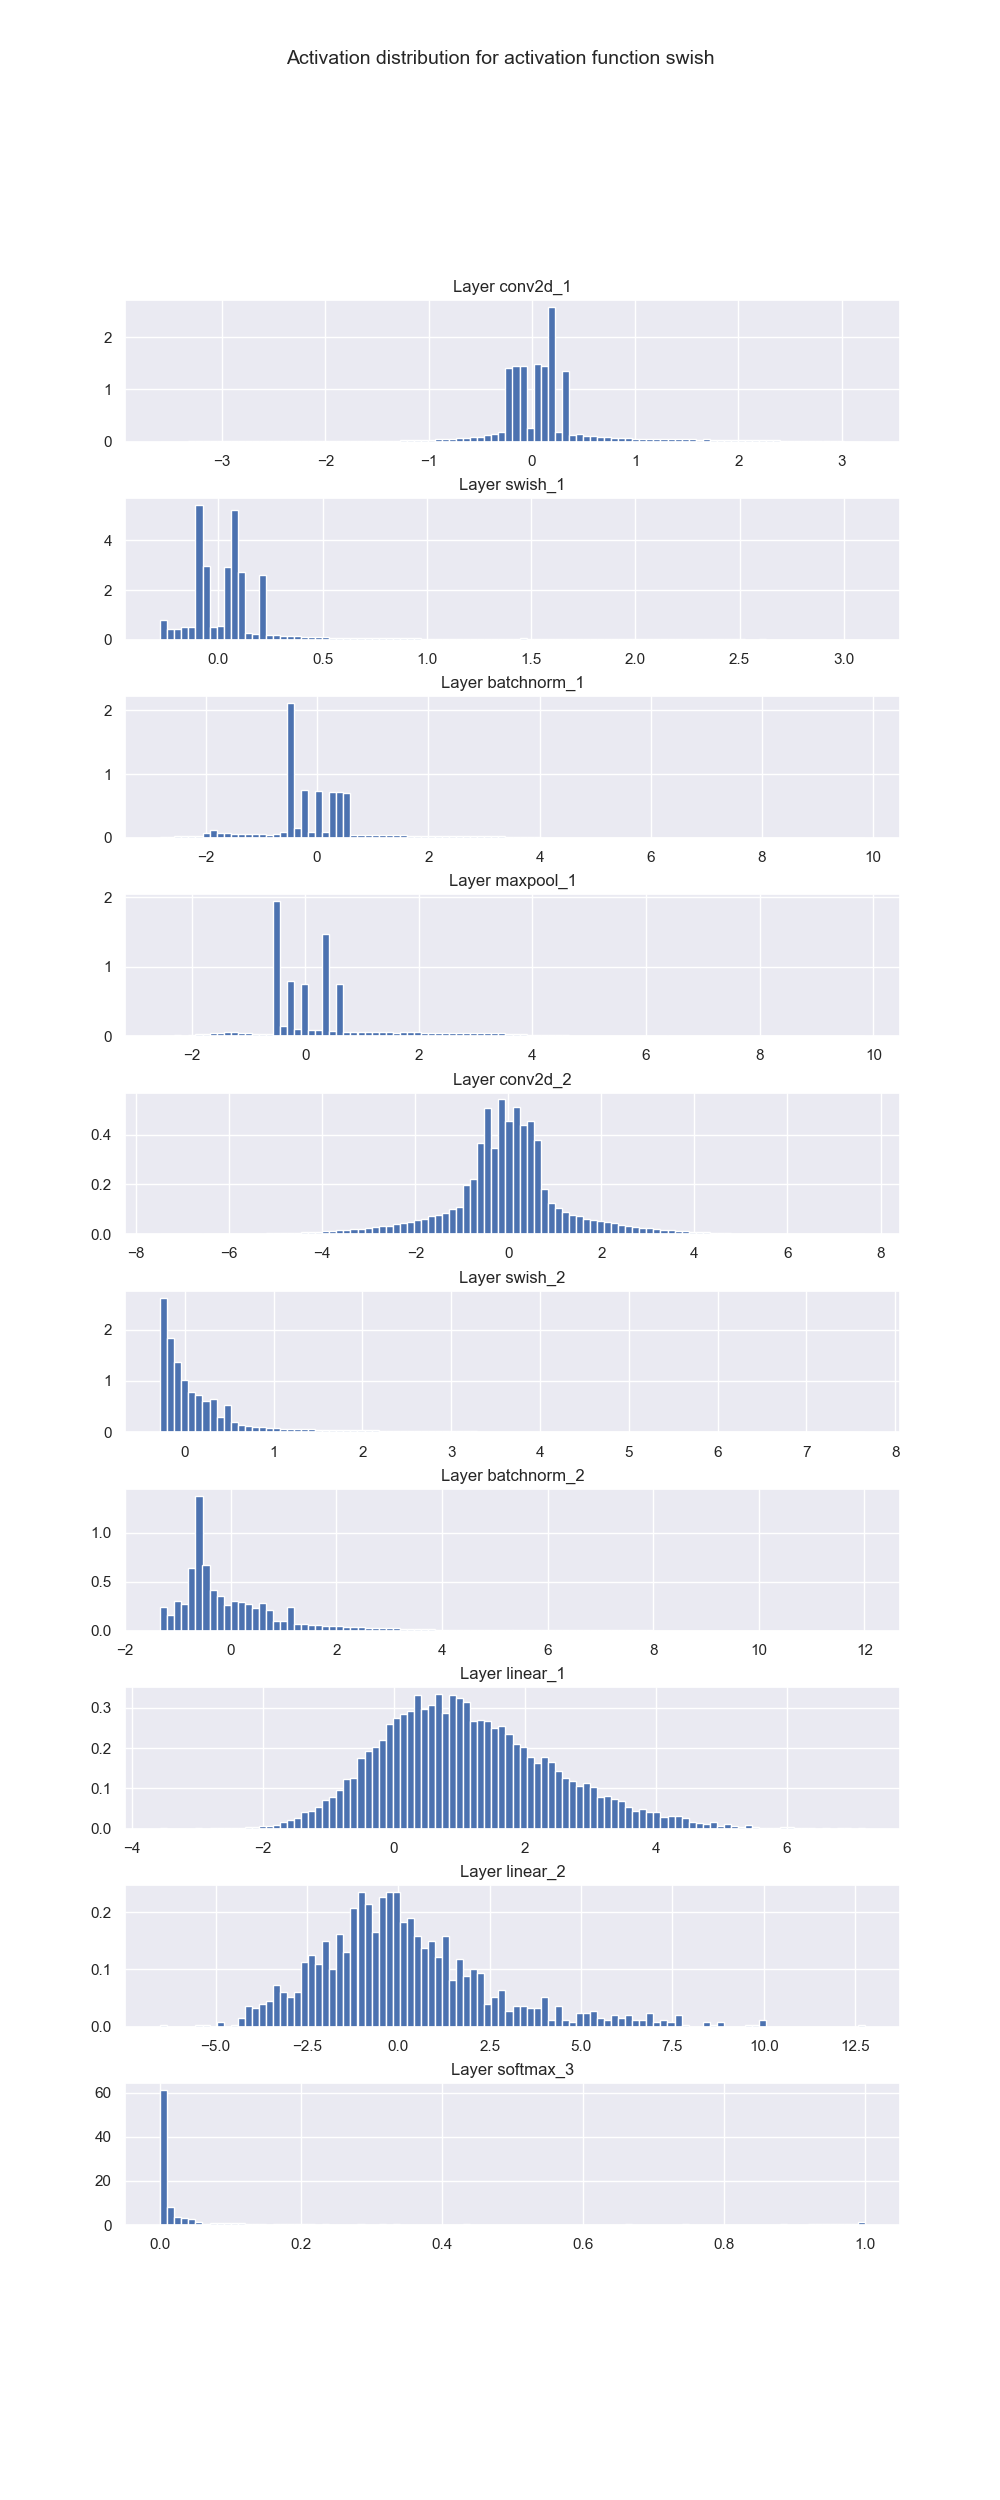 Activation distribution for activation function swish
Layer conv2d_1
2
1
0
−3 −2 −1 0 1 2 3
Layer swish_1
4
2
0
0.0 0.5 1.0 1.5 2.0 2.5 3.0
Layer batchnorm_1
2
1
0
−2 0 2 4 6 8 10
Layer maxpool_1
2
1
0
−2 0 2 4 6 8 10
Layer conv2d_2
0.4
0.2
0.0
−8 −6 −4 −2 0 2 4 6 8
Layer swish_2
2
1
0
0 1 2 3 4 5 6 7 8
Layer batchnorm_2
1.0
0.5
0.0
−2 0 2 4 6 8 10 12
Layer linear_1
0.3
0.2
0.1
0.0
−4 −2 0 2 4 6
Layer linear_2
0.2
0.1
0.0
−5.0 −2.5 0.0 2.5 5.0 7.5 10.0 12.5
Layer softmax_3
60
40
20
0
0.0 0.2 0.4 0.6 0.8 1.0